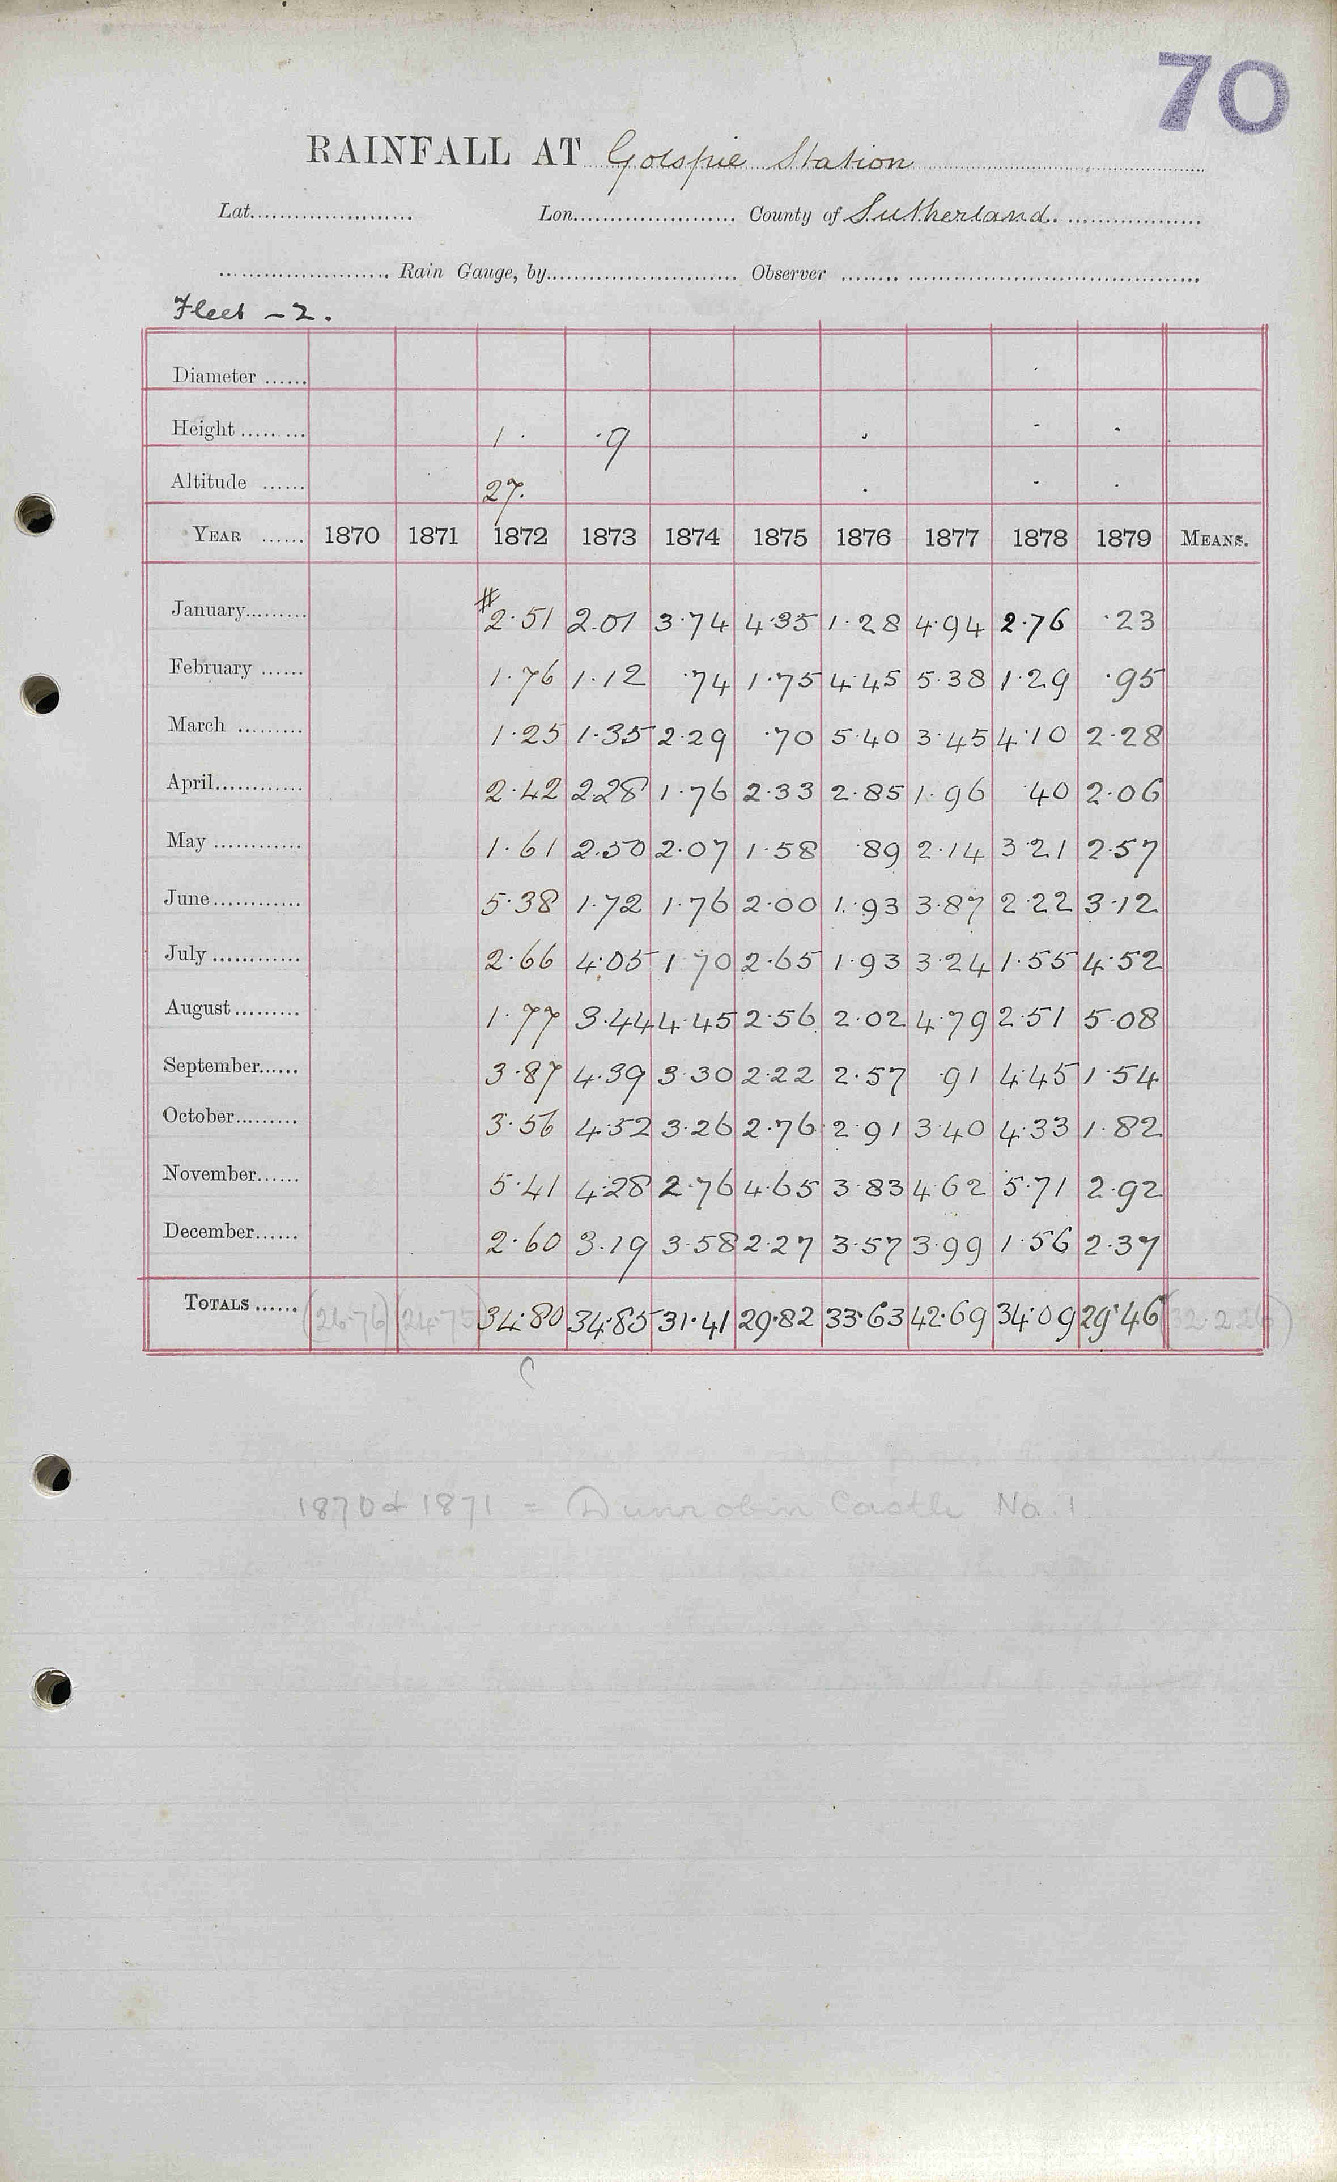 70
RAINFALL AT Golspie Station
Lat. Lon. County of Sutherland.
Rain Gauge, by Observer
Fleet - 2.
Diameter
Height 1. .9
Altitude 27.
YEAR 1870 1871 1872 1873 1874 1875 1876 1877 1878 1879 MEANS.
January # 2.51 2.01 3.74 4.35 1.28 4.94 2.76 .23
February 1.76 1.12 .74 1.75 4.45 5.38 1.29 .95
March 1.25 1.35 2.29 .70 5.40 3.45 4.10 2.28
April 2.42 2.28 1.76 2.33 2.85 1.96 .40 2.06
May 1.61 2.50 2.07 1.58 .89 2.14 3.21 2.57
June 5.38 1.72 1.76 2.00 1.93 3.87 2.22 3.12
July 2.66 4.05 1.70 2.65 1.93 3.24 1.55 4.52
August 1.77 3.44 4.45 2.56 2.02 4.79 2.51 5.08
September 3.87 4.39 3.30 2.22 2.57 .91 4.45 1.54
October 3.56 4.52 3.26 2.76 2.91 3.40 4.33 1.82
November 5.41 4.28 2.76 4.65 3.83 4.62 5.71 2.92
December 2.60 3.19 3.58 2.27 3.57 3.99 1.56 2.37
TOTALS (26.76) (24.75) 34.80 34.85 31.41 29.82 33.63 42.69 34.09 29.46 (32.226)
1870 & 1871 = Dunrobin Castle No. 1